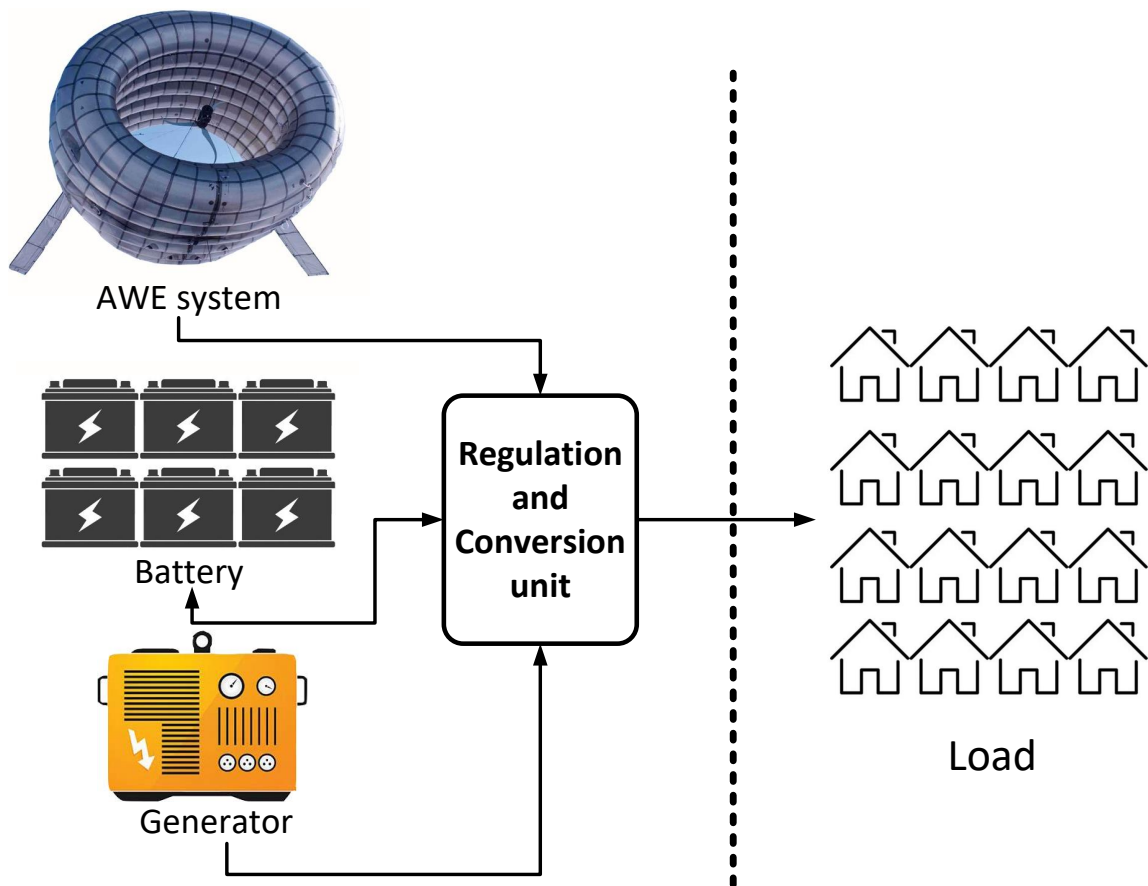 AWE system
Battery
Generator
Regulation
and
Conversion
unit
Load